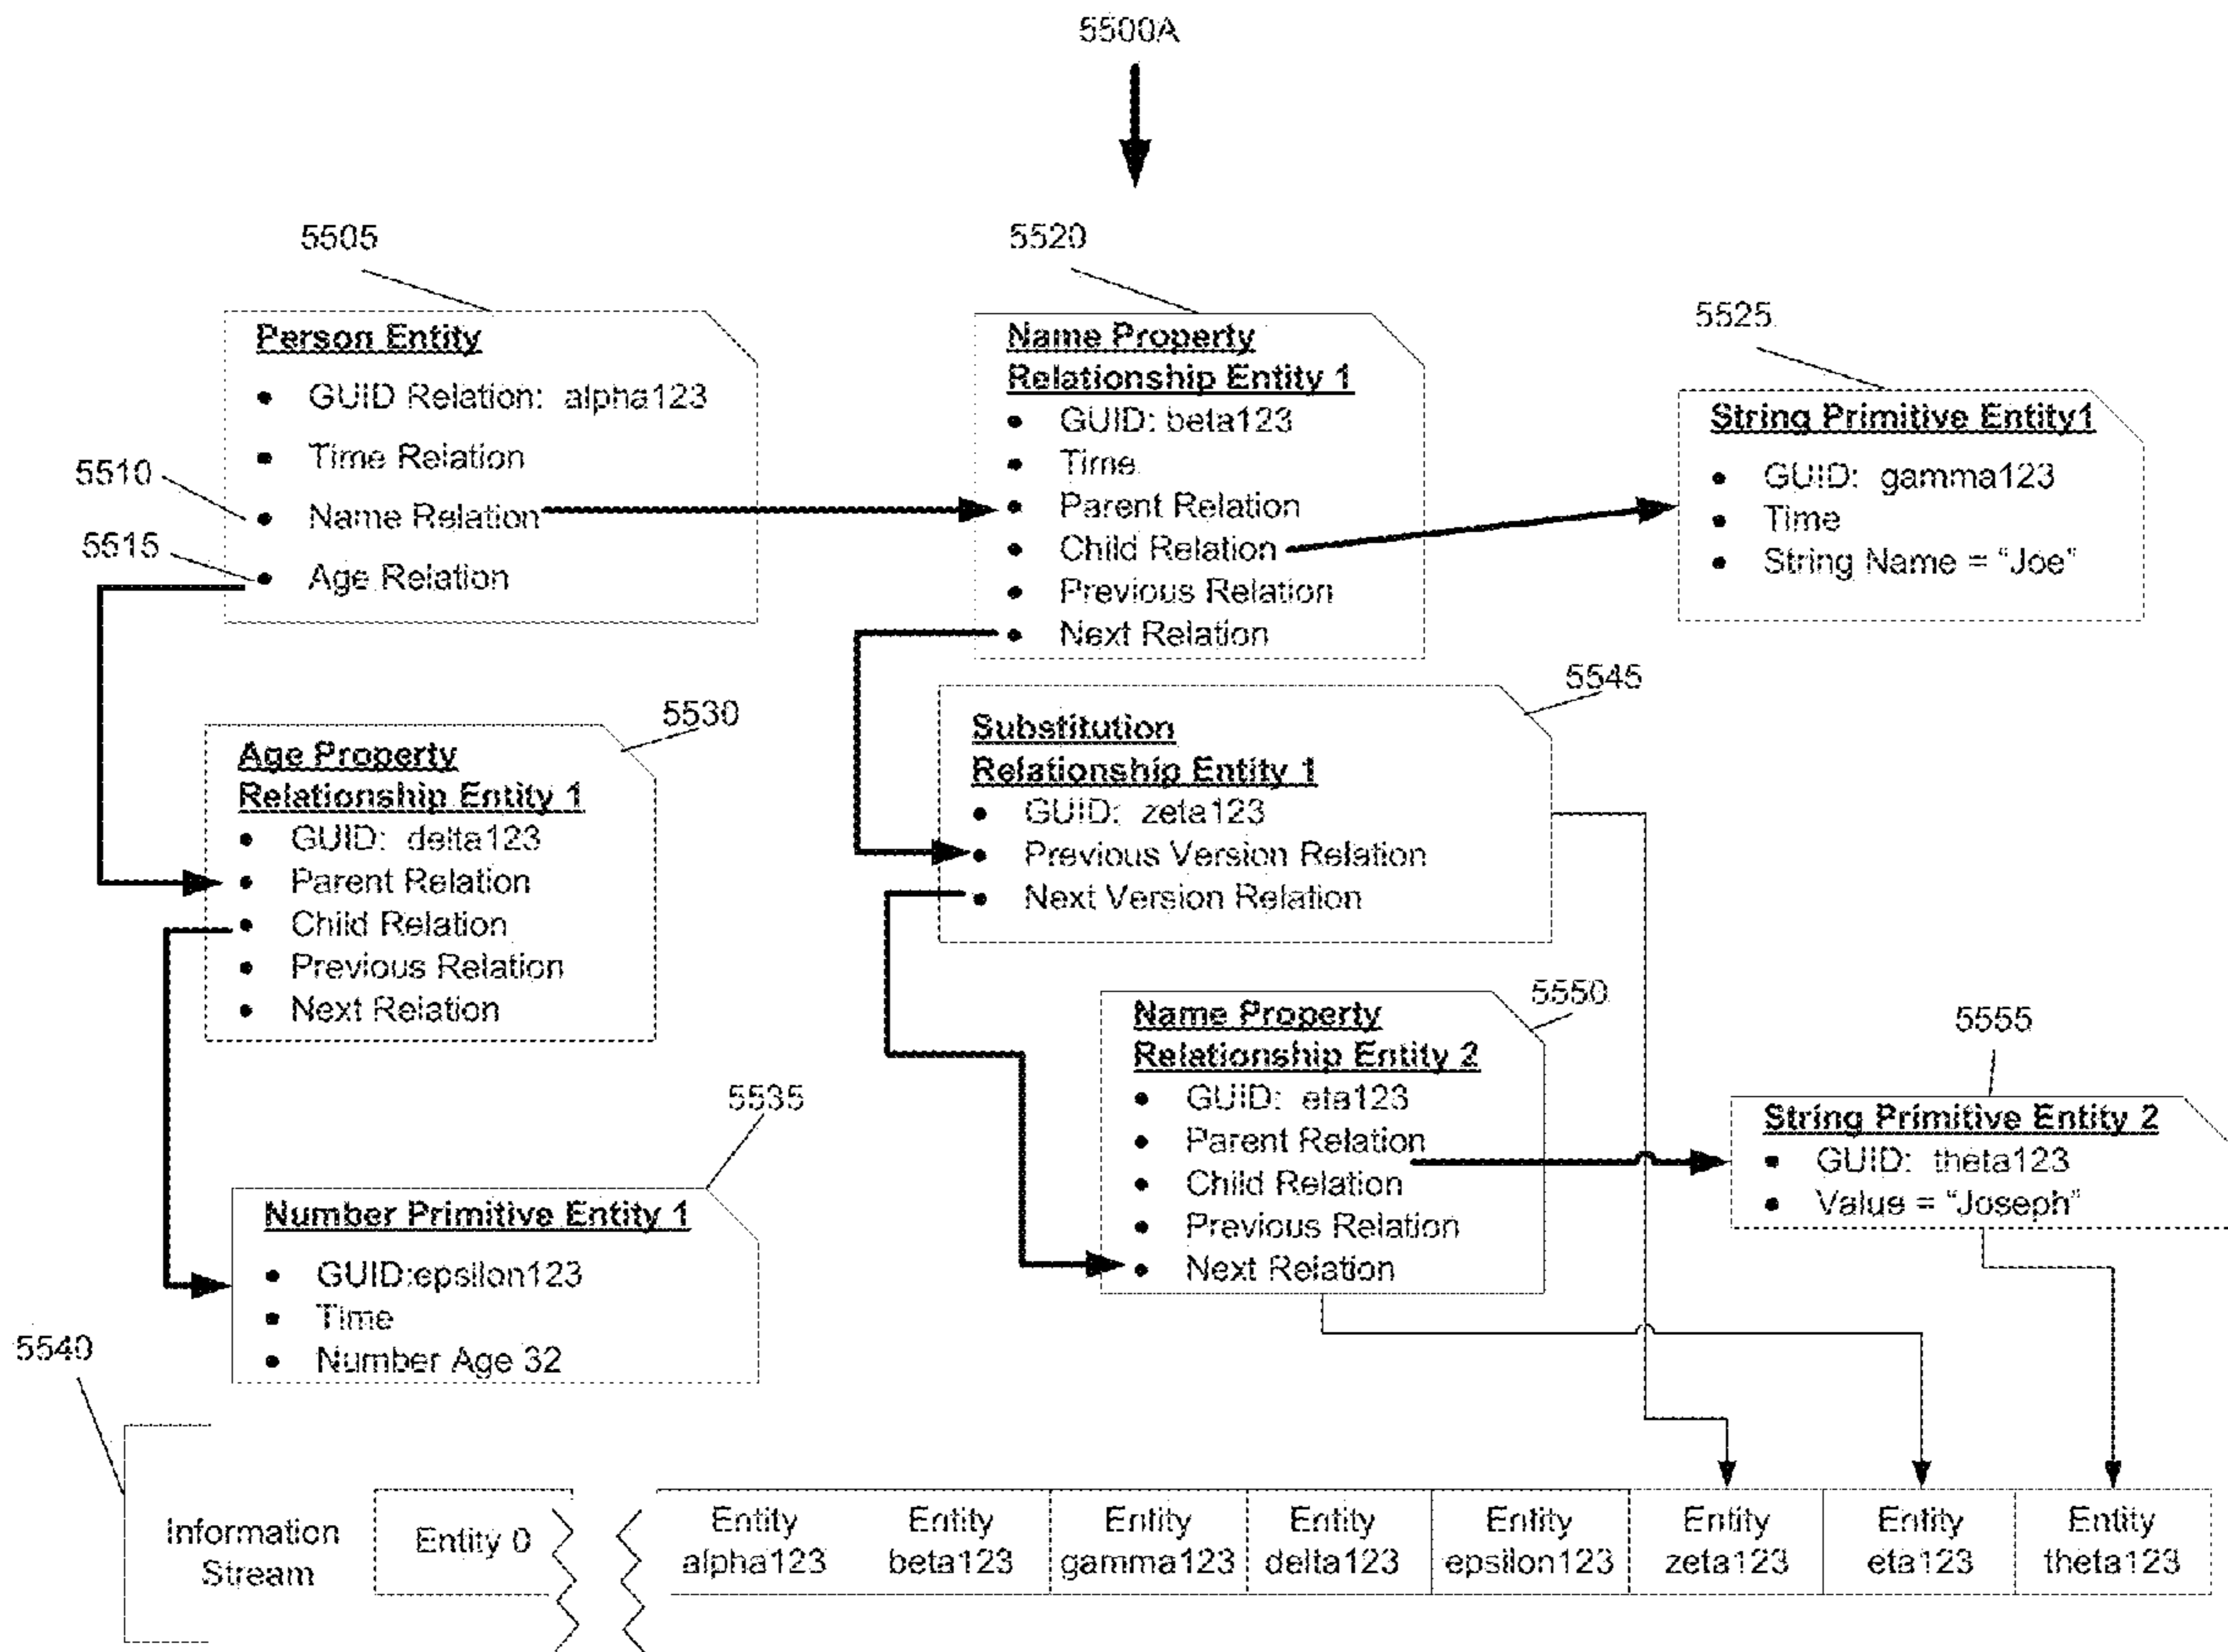 5500A
5505
Person Entity
• GUID Relation: alpha123
• Time Relation
5510
• Name Relation
5515
• Age Relation
5520
Name Property
Relationship Entity 1
• GUID: beta123
• Time
• Parent Relation
• Child Relation
• Previous Relation
• Next Relation
5525
String Primitive Entity1
• GUID: gamma123
• Time
• String Name = “Joe”
5530
Age Property
Relationship Entity 1
• GUID: delta123
• Parent Relation
• Child Relation
• Previous Relation
• Next Relation
5545
Substitution
Relationship Entity 1
• GUID: zeta123
• Previous Version Relation
• Next Version Relation
5550
Name Property
Relationship Entity 2
• GUID: eta123
• Parent Relation
• Child Relation
• Previous Relation
• Next Relation
5555
String Primitive Entity 2
• GUID: theta123
• Value = “Joseph”
5535
Number Primitive Entity 1
• GUID:epsilon123
• Time
• Number Age 32
5540
Information
Stream
Entity 0
Entity
alpha123
Entity
beta123
Entity
gamma123
Entity
delta123
Entity
epsilon123
Entity
zeta123
Entity
eta123
Entity
theta123